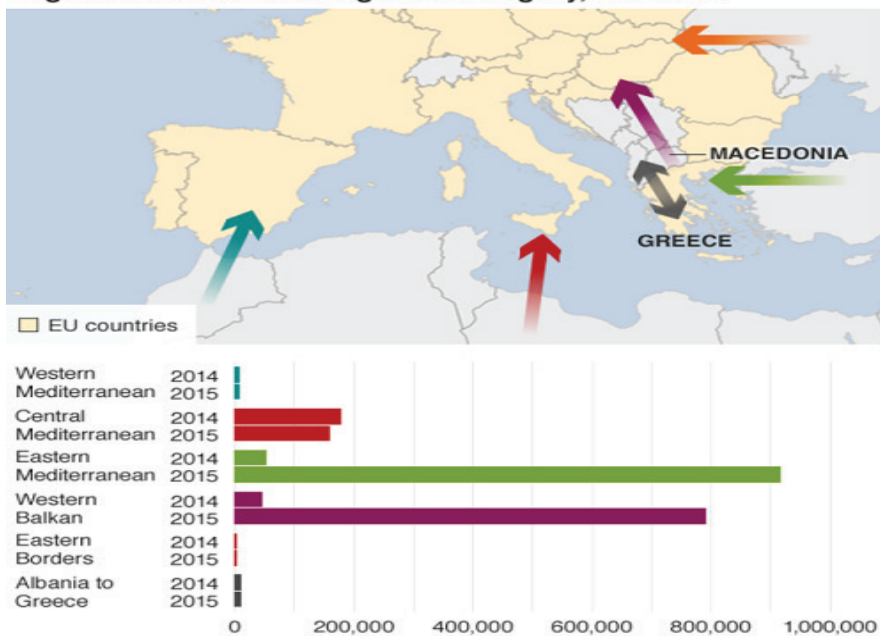 MACEDONIA
GREECE
EU countries
Western 2014
Mediterranean 2015
Central 2014
Mediterranean 2015
Eastern 2014
Mediterranean 2015
Western 2014
Balkan 2015
Eastern 2014
Borders 2015
Albania to 2014
Greece 2015
0 200,000 400,000 600,000 800,000 1,000,000